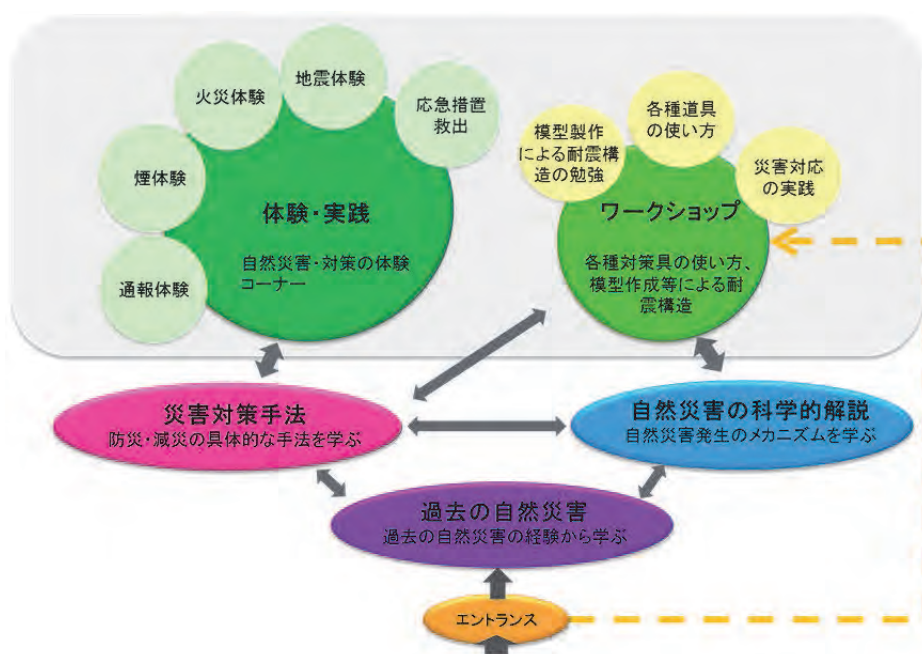 地震体験
火災体験
応急措置
救出
煙体験
通報体験
体験・実践
自然災害・対策の体験
コーナー
各種道具
の使い方
模型製作
による耐震構
造の勉強
災害対応
の実践
ワークショップ
各種対策具の使い方、
模型作成等による耐
震構造
災害対策手法
防災・減災の具体的な手法を学ぶ
自然災害の科学的解説
自然災害発生のメカニズムを学ぶ
過去の自然災害
過去の自然災害の経験から学ぶ
エントランス